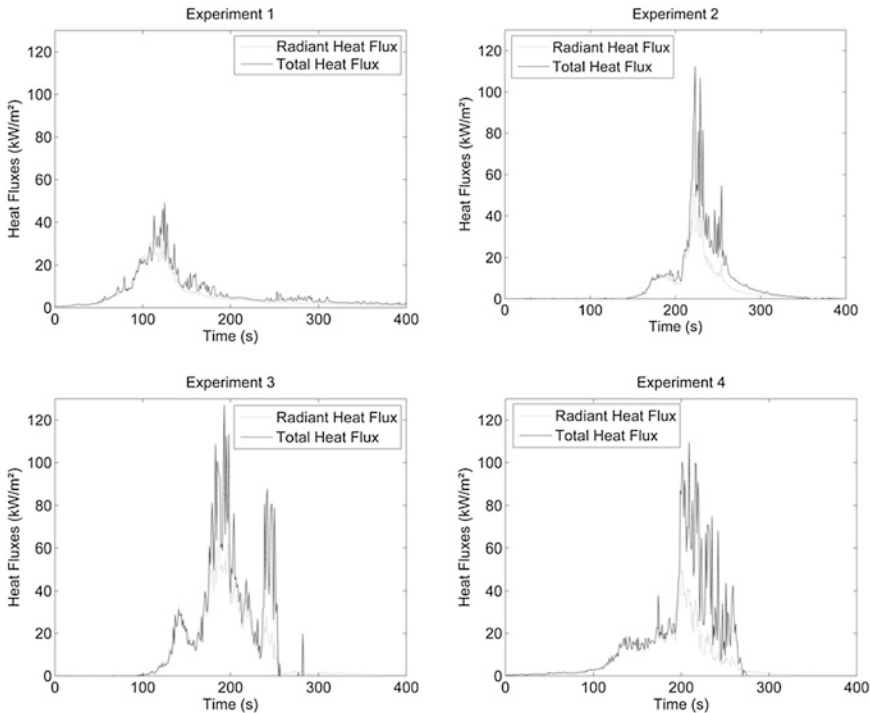 Experiment 1
Radiant Heat Flux
Total Heat Flux
120
100
80
60
40
20
0
Heat Fluxes (kW/m²)
0 100 200 300 400
Time (s)
Experiment 2
Radiant Heat Flux
Total Heat Flux
120
100
80
60
40
20
0
Heat Fluxes (kW/m²)
0 100 200 300 400
Time (s)
Experiment 3
Radiant Heat Flux
Total Heat Flux
120
100
80
60
40
20
0
Heat Fluxes (kW/m²)
0 100 200 300 400
Time (s)
Experiment 4
Radiant Heat Flux
Total Heat Flux
120
100
80
60
40
20
0
Heat Fluxes (kW/m²)
0 100 200 300 400
Time (s)